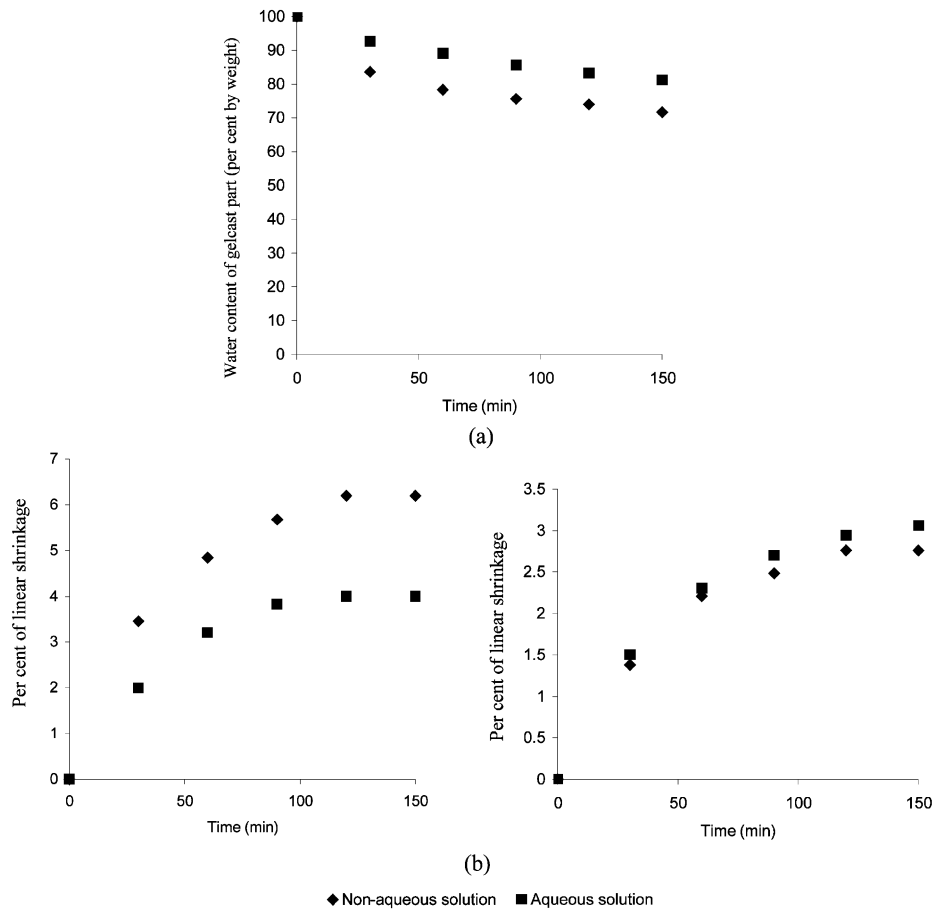 Water content of gelcast part (per cent by weight)
100
90
80
70
60
50
40
30
20
10
0
0 50 100 150
Time (min)
(a)
Per cent of linear shrinkage
7
6
5
4
3
2
1
0
0 50 100 150
Time (min)
Per cent of linear shrinkage
3.5
3
2.5
2
1.5
1
0.5
0
0 50 100 150
Time (min)
(b)
Non-aqueous solution Aqueous solution